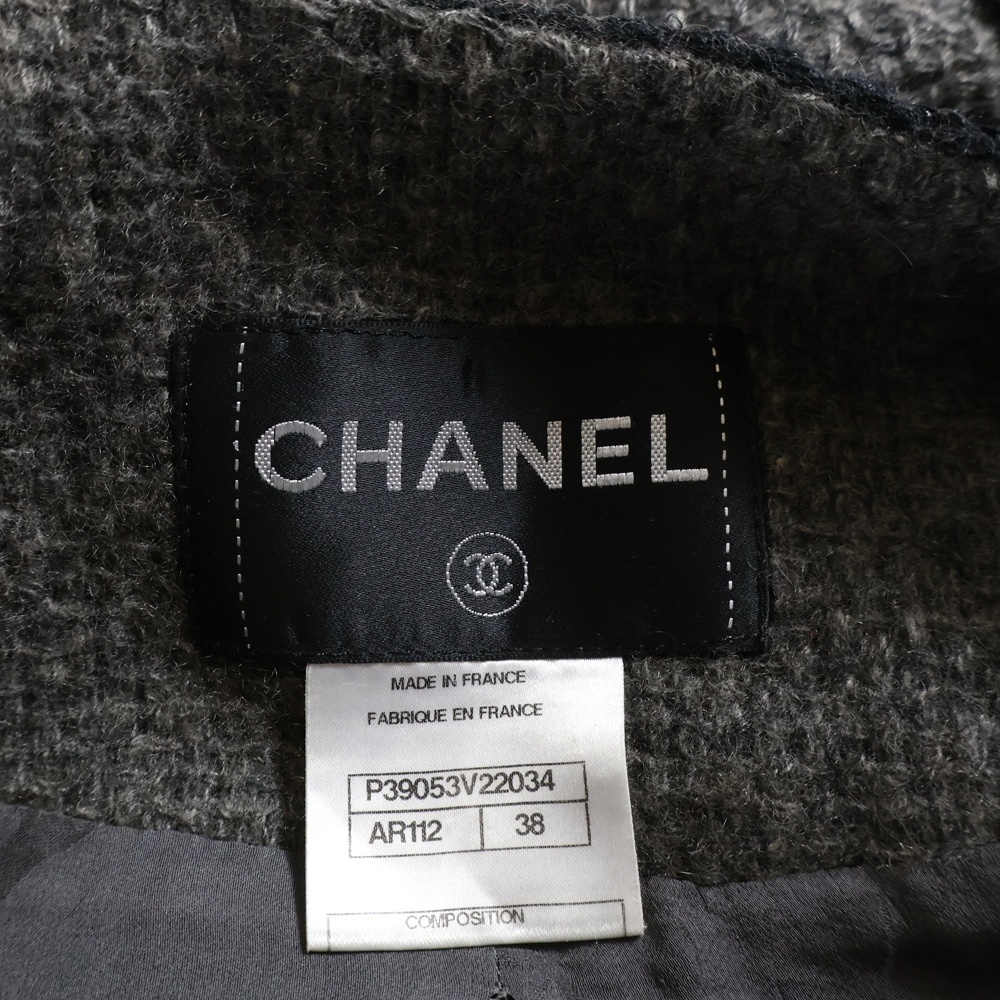 CHANEL
MADE IN FRANCE
FABRIQUE EN FRANCE
P39053V22034
AR112 38
COMPOSITION